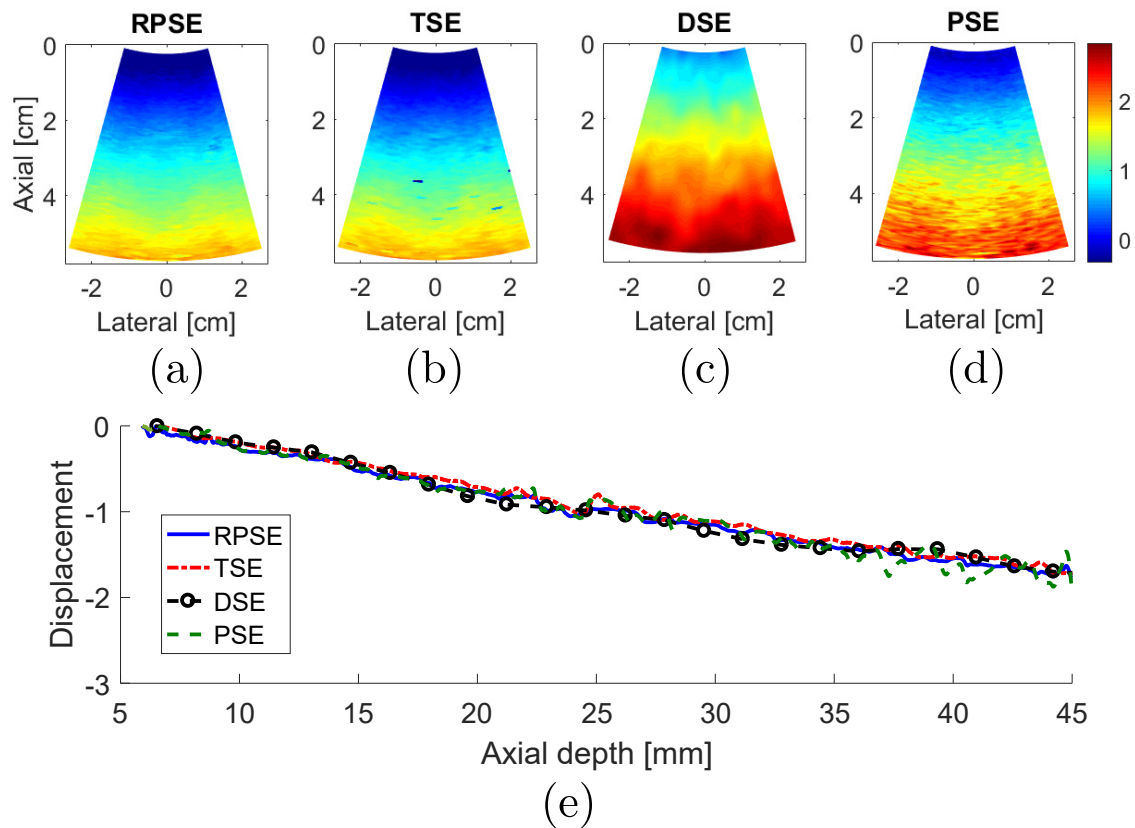 RPSE TSE DSE PSE
0 0 0 0
2 2 2 2
4 4 4 4
Axial [cm]
2
1
0
-2 0 2 -2 0 2 -2 0 2 -2 0 2
Lateral [cm] Lateral [cm] Lateral [cm] Lateral [cm]
(a) (b) (c) (d)
0
-1
-2
-3
Displacement
RPSE
TSE
DSE
PSE
5 10 15 20 25 30 35 40 45
Axial depth [mm]
(e)